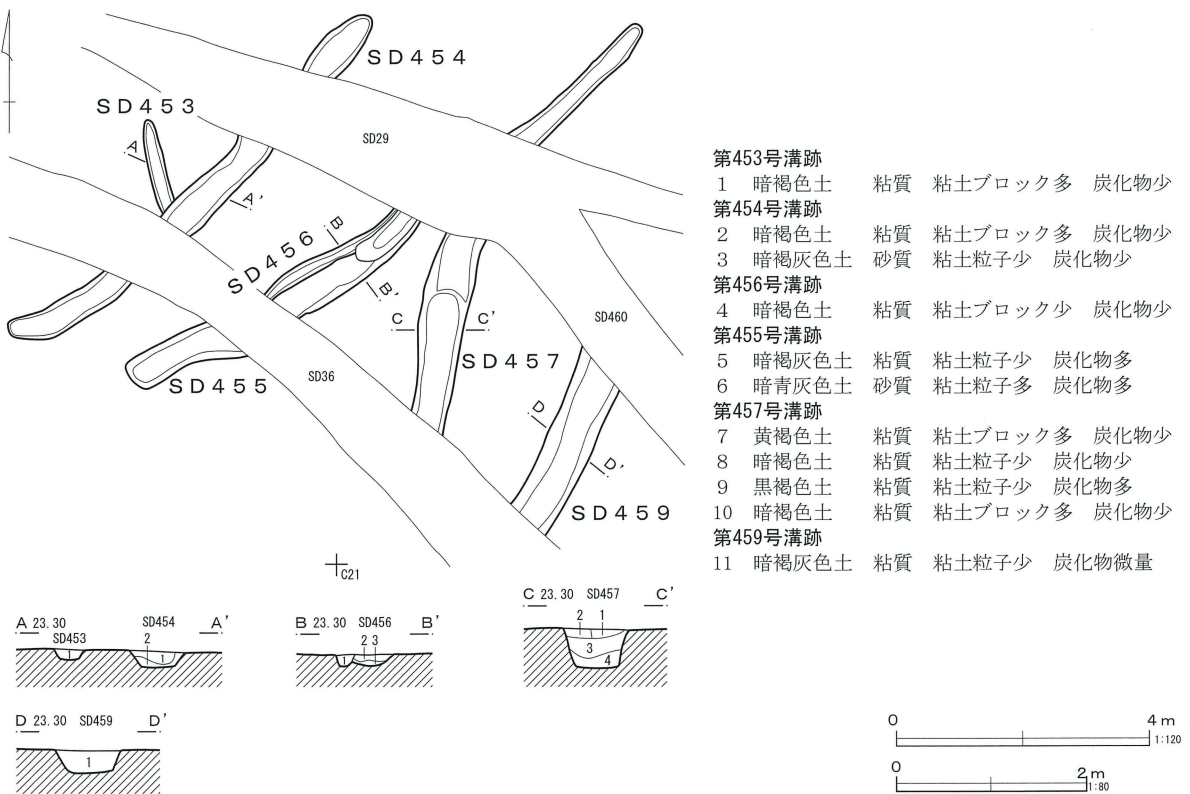 SD454
SD453
SD29
A
A'
B
SD456
B'
SD460
C
C'
SD457
SD455
SD36
D
D'
SD459
C21
第453号溝跡
1 暗褐色土 粘質 粘土ブロック多 炭化物少
第454号溝跡
2 暗褐色土 粘質 粘土ブロック多 炭化物少
3 暗褐灰色土 砂質 粘土粒子少 炭化物少
第456号溝跡
4 暗褐色土 粘質 粘土ブロック少 炭化物少
第455号溝跡
5 暗褐灰色土 粘質 粘土粒子少 炭化物多
6 暗青灰色土 砂質 粘土粒子多 炭化物多
第457号溝跡
7 黄褐色土 粘質 粘土ブロック多 炭化物少
8 暗褐色土 粘質 粘土粒子少 炭化物少
9 黒褐色土 粘質 粘土粒子少 炭化物多
10 暗褐色土 粘質 粘土ブロック多 炭化物少
第459号溝跡
11 暗褐灰色土 粘質 粘土粒子少 炭化物微量
A 23.30 SD454 A'
SD453 2
1 1
B 23.30 SD456 B'
2 3
1
C 23.30 SD457 C'
2 1
3
4
D 23.30 SD459 D'
1
0 4m
1:120
0 2m
1:80